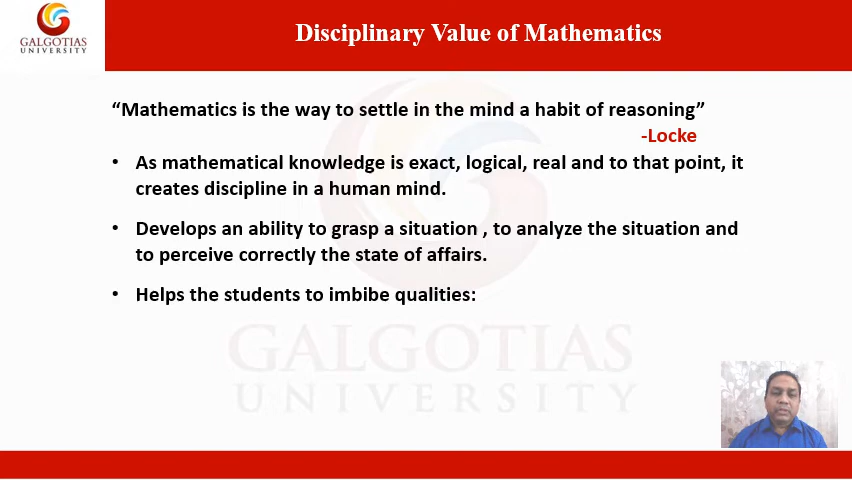 GALGOTIAS
UNIVERSITY
Disciplinary Value of Mathematics
“Mathematics is the way to settle in the mind a habit of reasoning”
-Locke
• As mathematical knowledge is exact, logical, real and to that point, it
creates discipline in a human mind.
• Develops an ability to grasp a situation , to analyze the situation and
to perceive correctly the state of affairs.
• Helps the students to imbibe qualities:
GALGOTIAS
UNIVERSITY